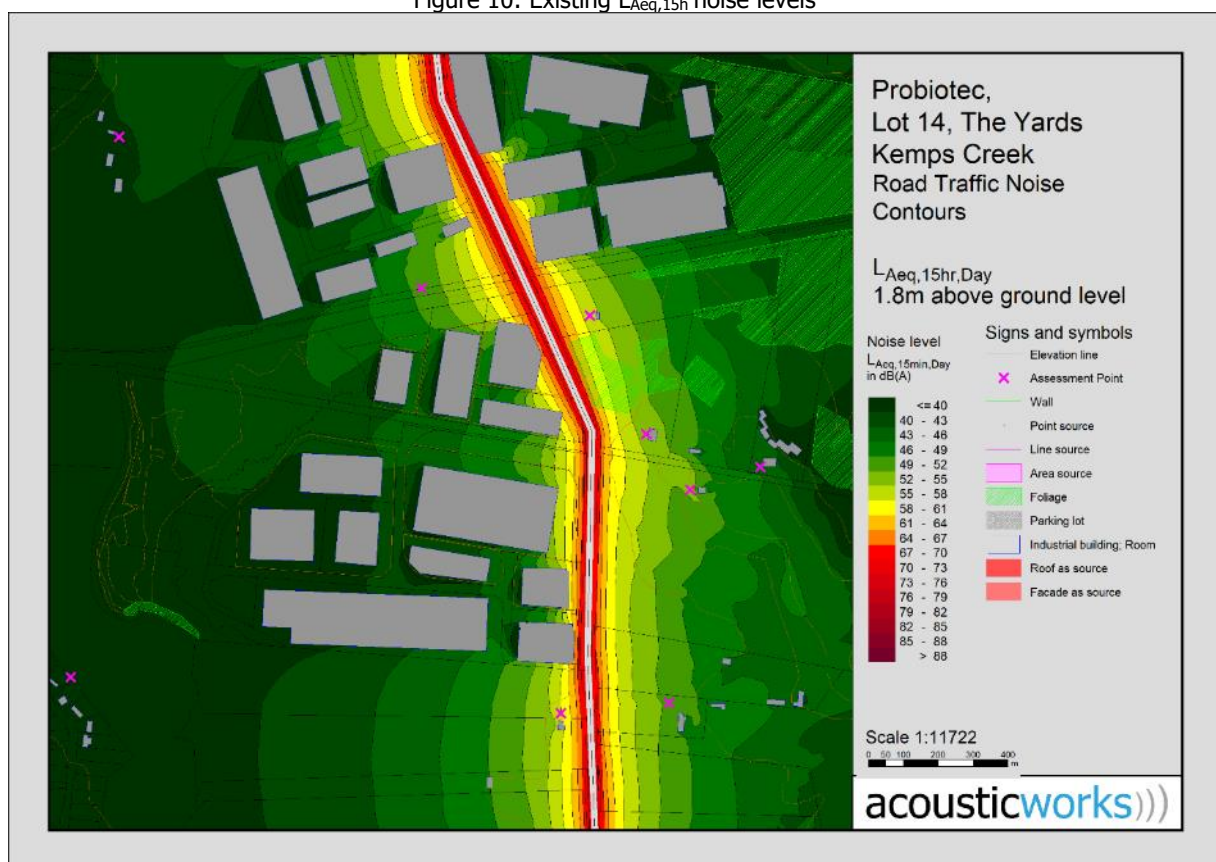 Figure 10: Existing LAeq,15h noise levels
Probiotec,
Lot 14, The Yards
Kemps Creek
Road Traffic Noise
Contours
LAeq,15hr,Day
1.8m above ground level
Noise level
LAeq,15min,Day
in dB(A)
<= 40
40 - 43
43 - 46
46 - 49
49 - 52
52 - 55
55 - 58
58 - 61
61 - 64
64 - 67
67 - 70
70 - 73
73 - 76
76 - 79
79 - 82
82 - 85
85 - 88
> 88
Signs and symbols
Elevation line
Assessment Point
Wall
Point source
Line source
Area source
Foliage
Parking lot
Industrial building; Room
Roof as source
Facade as source
Scale 1:11722
0 50 100 200 300 400
m
acousticworks)))